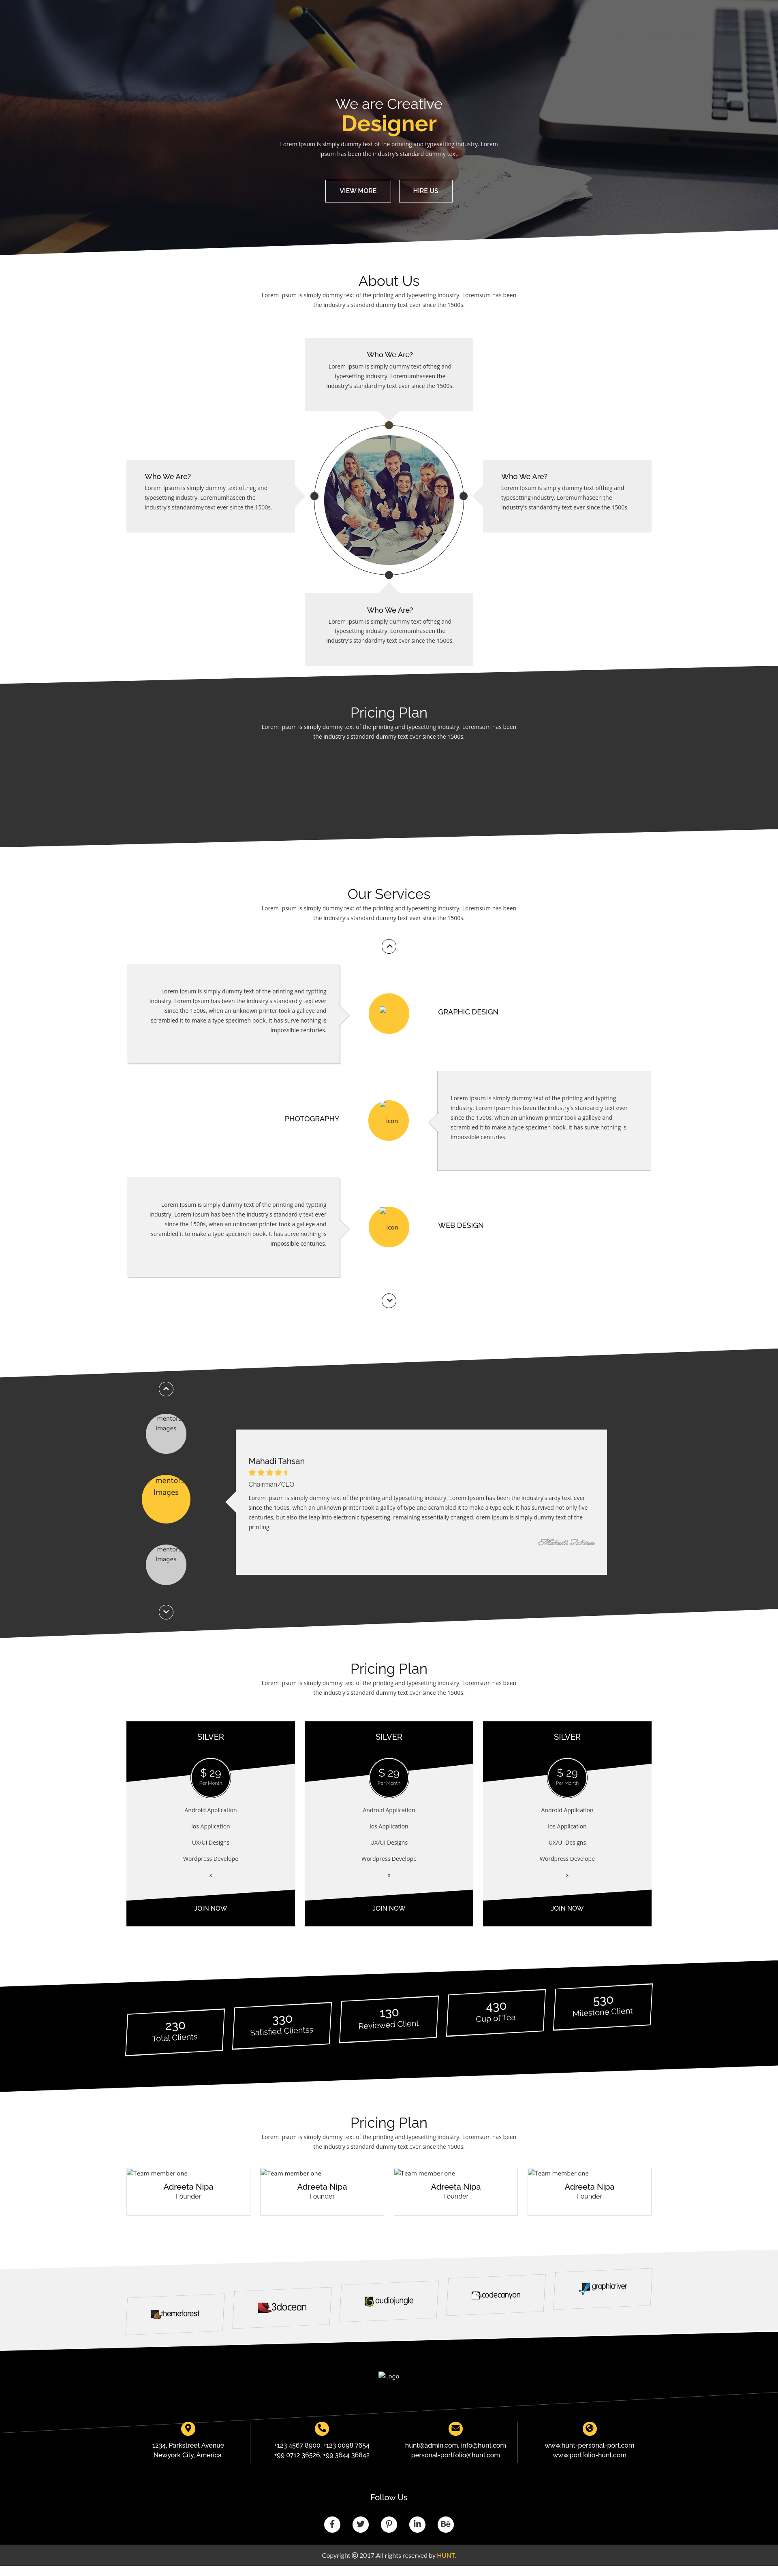 We are Creative
Designer
Lorem Ipsum is simply dummy text of the printing and typesetting industry. Lorem
Ipsum has been the industry's standard dummy text.
VIEW MORE
HIRE US
About Us
Lorem Ipsum is simply dummy text of the printing and typesetting industry. Loremsum has been
the industry's standard dummy text ever since the 1500s.
Who We Are?
Lorem Ipsum is simply dummy text oftheg and
typesetting industry. Loremumhaseen the
industry's standardmy text ever since the 1500s.
Who We Are?
Lorem Ipsum is simply dummy text oftheg and
typesetting industry. Loremumhaseen the
industry's standardmy text ever since the 1500s.
Who We Are?
Lorem Ipsum is simply dummy text oftheg and
typesetting industry. Loremumhaseen the
industry's standardmy text ever since the 1500s.
Who We Are?
Lorem Ipsum is simply dummy text oftheg and
typesetting industry. Loremumhaseen the
industry's standardmy text ever since the 1500s.
Pricing Plan
Lorem Ipsum is simply dummy text of the printing and typesetting industry. Loremsum has been
the industry's standard dummy text ever since the 1500s.
Our Services
Lorem Ipsum is simply dummy text of the printing and typesetting industry. Loremsum has been
the industry's standard dummy text ever since the 1500s.
Lorem Ipsum is simply dummy text of the printing and typtting
industry. Lorem Ipsum has been the industry's standard y text ever
since the 1500s, when an unknown printer took a galleye and
scrambled it to make a type specimen book. it has surve nothing is
impossible centuries.
GRAPHIC DESIGN
PHOTOGRAPHY
icon
Lorem Ipsum is simply dummy text of the printing and typtting
industry. Lorem Ipsum has been the industry's standard y text ever
since the 1500s, when an unknown printer took a galleye and
scrambled it to make a type specimen book. It has surve nothing is
impossible centuries.
Lorem Ipsum is simply dummy text of the printing and typtting
industry. Lorem Ipsum has been the industry's standard y text ever
since the 1500s, when an unknown printer took a galleye and
scrambled it to make a type specimen book. It has surve nothing is
impossible centuries.
icon
WEB DESIGN
mentors
Images
mentors
Images
mentors
Images
Mahadi Tahsan
Chairman/CEO
Lorem Ipsum is simply dummy text of the printing and typesetting industry. Lorem Ipsum has been the industry's ardy text ever
since the 1500s, when an unknown printer took a galley of type and scrambled it to make a type ook. It has survived not only five
centuries, but also the leap into electronic typesetting, remaining essentially changed. orem Ipsum is simply dummy text of the
printing.
Mahadi Tahsan
Pricing Plan
Lorem Ipsum is simply dummy text of the printing and typesetting industry. Loremsum has been
the industry's standard dummy text ever since the 1500s.
SILVER
$ 29
Per Month
Android Application
ios Application
UX/UI Designs
Wordpress Develope
x
JOIN NOW
SILVER
$ 29
Per Month
Android Application
ios Application
UX/UI Designs
Wordpress Develope
x
JOIN NOW
SILVER
$ 29
Per Month
Android Application
ios Application
UX/UI Designs
Wordpress Develope
x
JOIN NOW
230
Total Clients
330
Satisfied Clientss
130
Reviewed Client
430
Cup of Tea
530
Milestone Client
Pricing Plan
Lorem Ipsum is simply dummy text of the printing and typesetting industry. Loremsum has been
the industry's standard dummy text ever since the 1500s.
Team member one
Adreeta Nipa
Founder
Team member one
Adreeta Nipa
Founder
Team member one
Adreeta Nipa
Founder
Team member one
Adreeta Nipa
Founder
themeforest
3docean
audiojungle
codecanyon
graphicriver
Logo
1234, Parkstreet Avenue
Newyork City, America.
+123 4567 8900, +123 0098 7654
+99 0712 36526, +99 3644 36842
hunt@admin.com, info@hunt.com
personal-portfolio@hunt.com
www.hunt-personal-port.com
www.portfolio-hunt.com
Follow Us
Copyright © 2017.All rights reserved by HUNT.